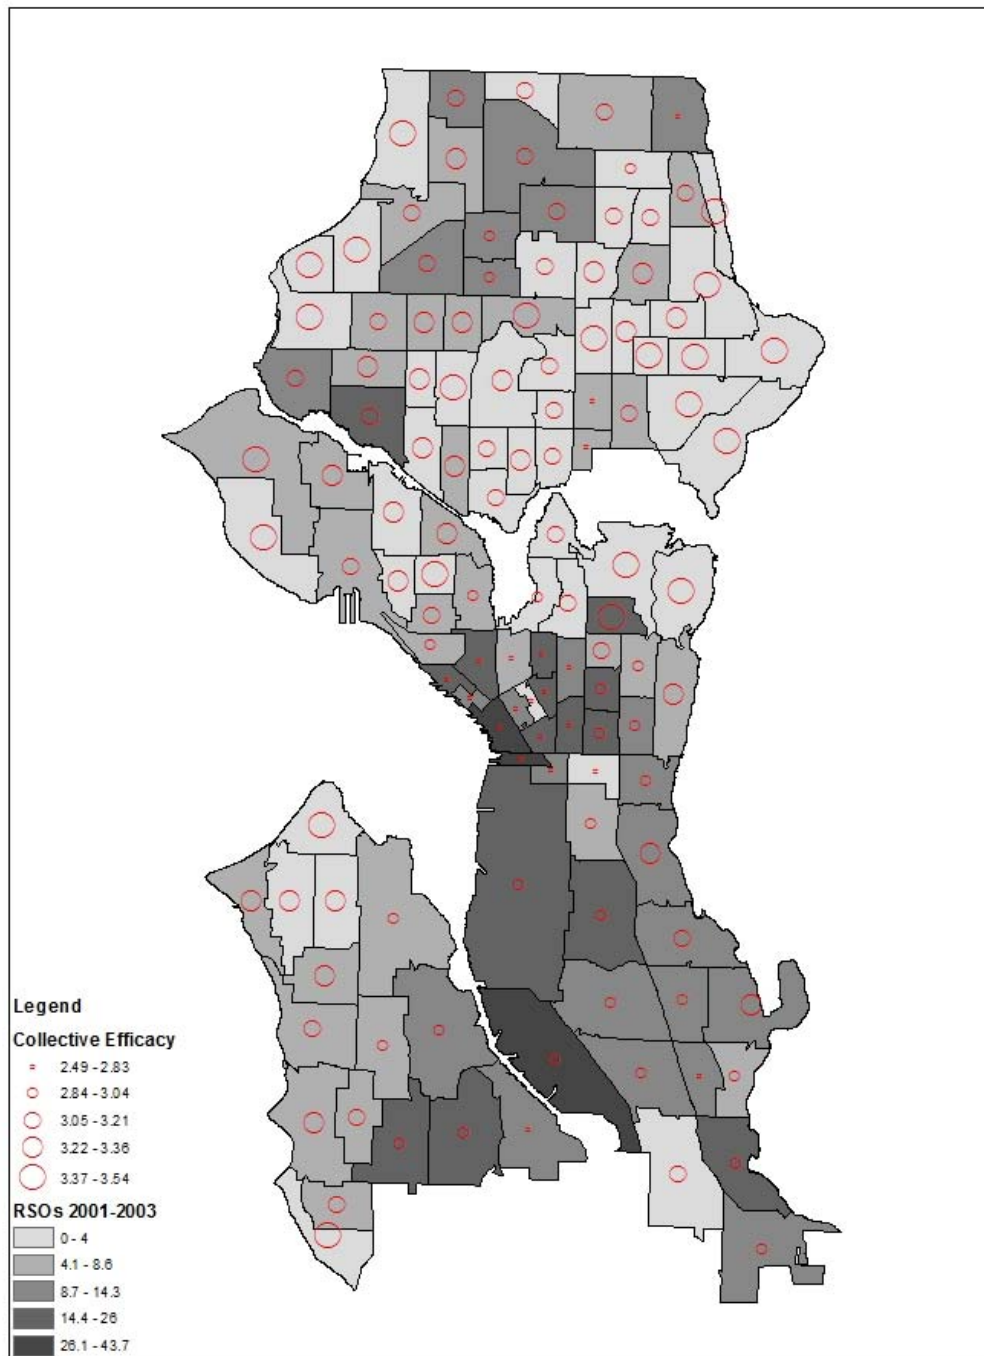 Legend
Collective Efficacy
2.49 - 2.83
2.84 - 3.04
3.05 - 3.21
3.22 - 3.36
3.37 - 3.54
RSOs 2001-2003
0 - 4
4.1 - 8.6
8.7 - 14.3
14.4 - 26
26.1 - 43.7